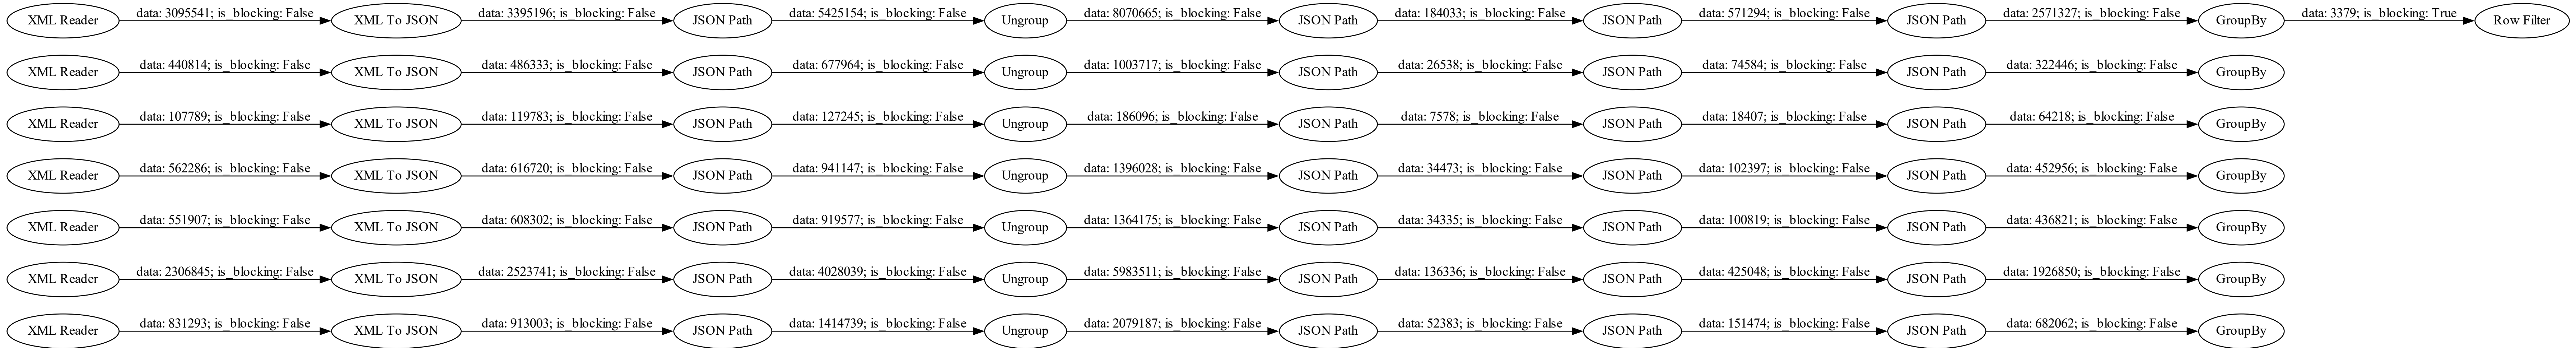 XML Reader data: 3095541; is_blocking: False XML To JSON data: 3395196; is_blocking: False JSON Path data: 5425154; is_blocking: False Ungroup data: 8070665; is_blocking: False JSON Path data: 184033; is_blocking: False JSON Path data: 571294; is_blocking: False JSON Path data: 2571327; is_blocking: False GroupBy data: 3379; is_blocking: True Row Filter
XML Reader data: 440814; is_blocking: False XML To JSON data: 486333; is_blocking: False JSON Path data: 677964; is_blocking: False Ungroup data: 1003717; is_blocking: False JSON Path data: 26538; is_blocking: False JSON Path data: 74584; is_blocking: False JSON Path data: 322446; is_blocking: False GroupBy
XML Reader data: 107789; is_blocking: False XML To JSON data: 119783; is_blocking: False JSON Path data: 127245; is_blocking: False Ungroup data: 186096; is_blocking: False JSON Path data: 7578; is_blocking: False JSON Path data: 18407; is_blocking: False JSON Path data: 64218; is_blocking: False GroupBy
XML Reader data: 562286; is_blocking: False XML To JSON data: 616720; is_blocking: False JSON Path data: 941147; is_blocking: False Ungroup data: 1396028; is_blocking: False JSON Path data: 34473; is_blocking: False JSON Path data: 102397; is_blocking: False JSON Path data: 452956; is_blocking: False GroupBy
XML Reader data: 551907; is_blocking: False XML To JSON data: 608302; is_blocking: False JSON Path data: 919577; is_blocking: False Ungroup data: 1364175; is_blocking: False JSON Path data: 34335; is_blocking: False JSON Path data: 100819; is_blocking: False JSON Path data: 436821; is_blocking: False GroupBy
XML Reader data: 2306845; is_blocking: False XML To JSON data: 2523741; is_blocking: False JSON Path data: 4028039; is_blocking: False Ungroup data: 5983511; is_blocking: False JSON Path data: 136336; is_blocking: False JSON Path data: 425048; is_blocking: False JSON Path data: 1926850; is_blocking: False GroupBy
XML Reader data: 831293; is_blocking: False XML To JSON data: 913003; is_blocking: False JSON Path data: 1414739; is_blocking: False Ungroup data: 2079187; is_blocking: False JSON Path data: 52383; is_blocking: False JSON Path data: 151474; is_blocking: False JSON Path data: 682062; is_blocking: False GroupBy